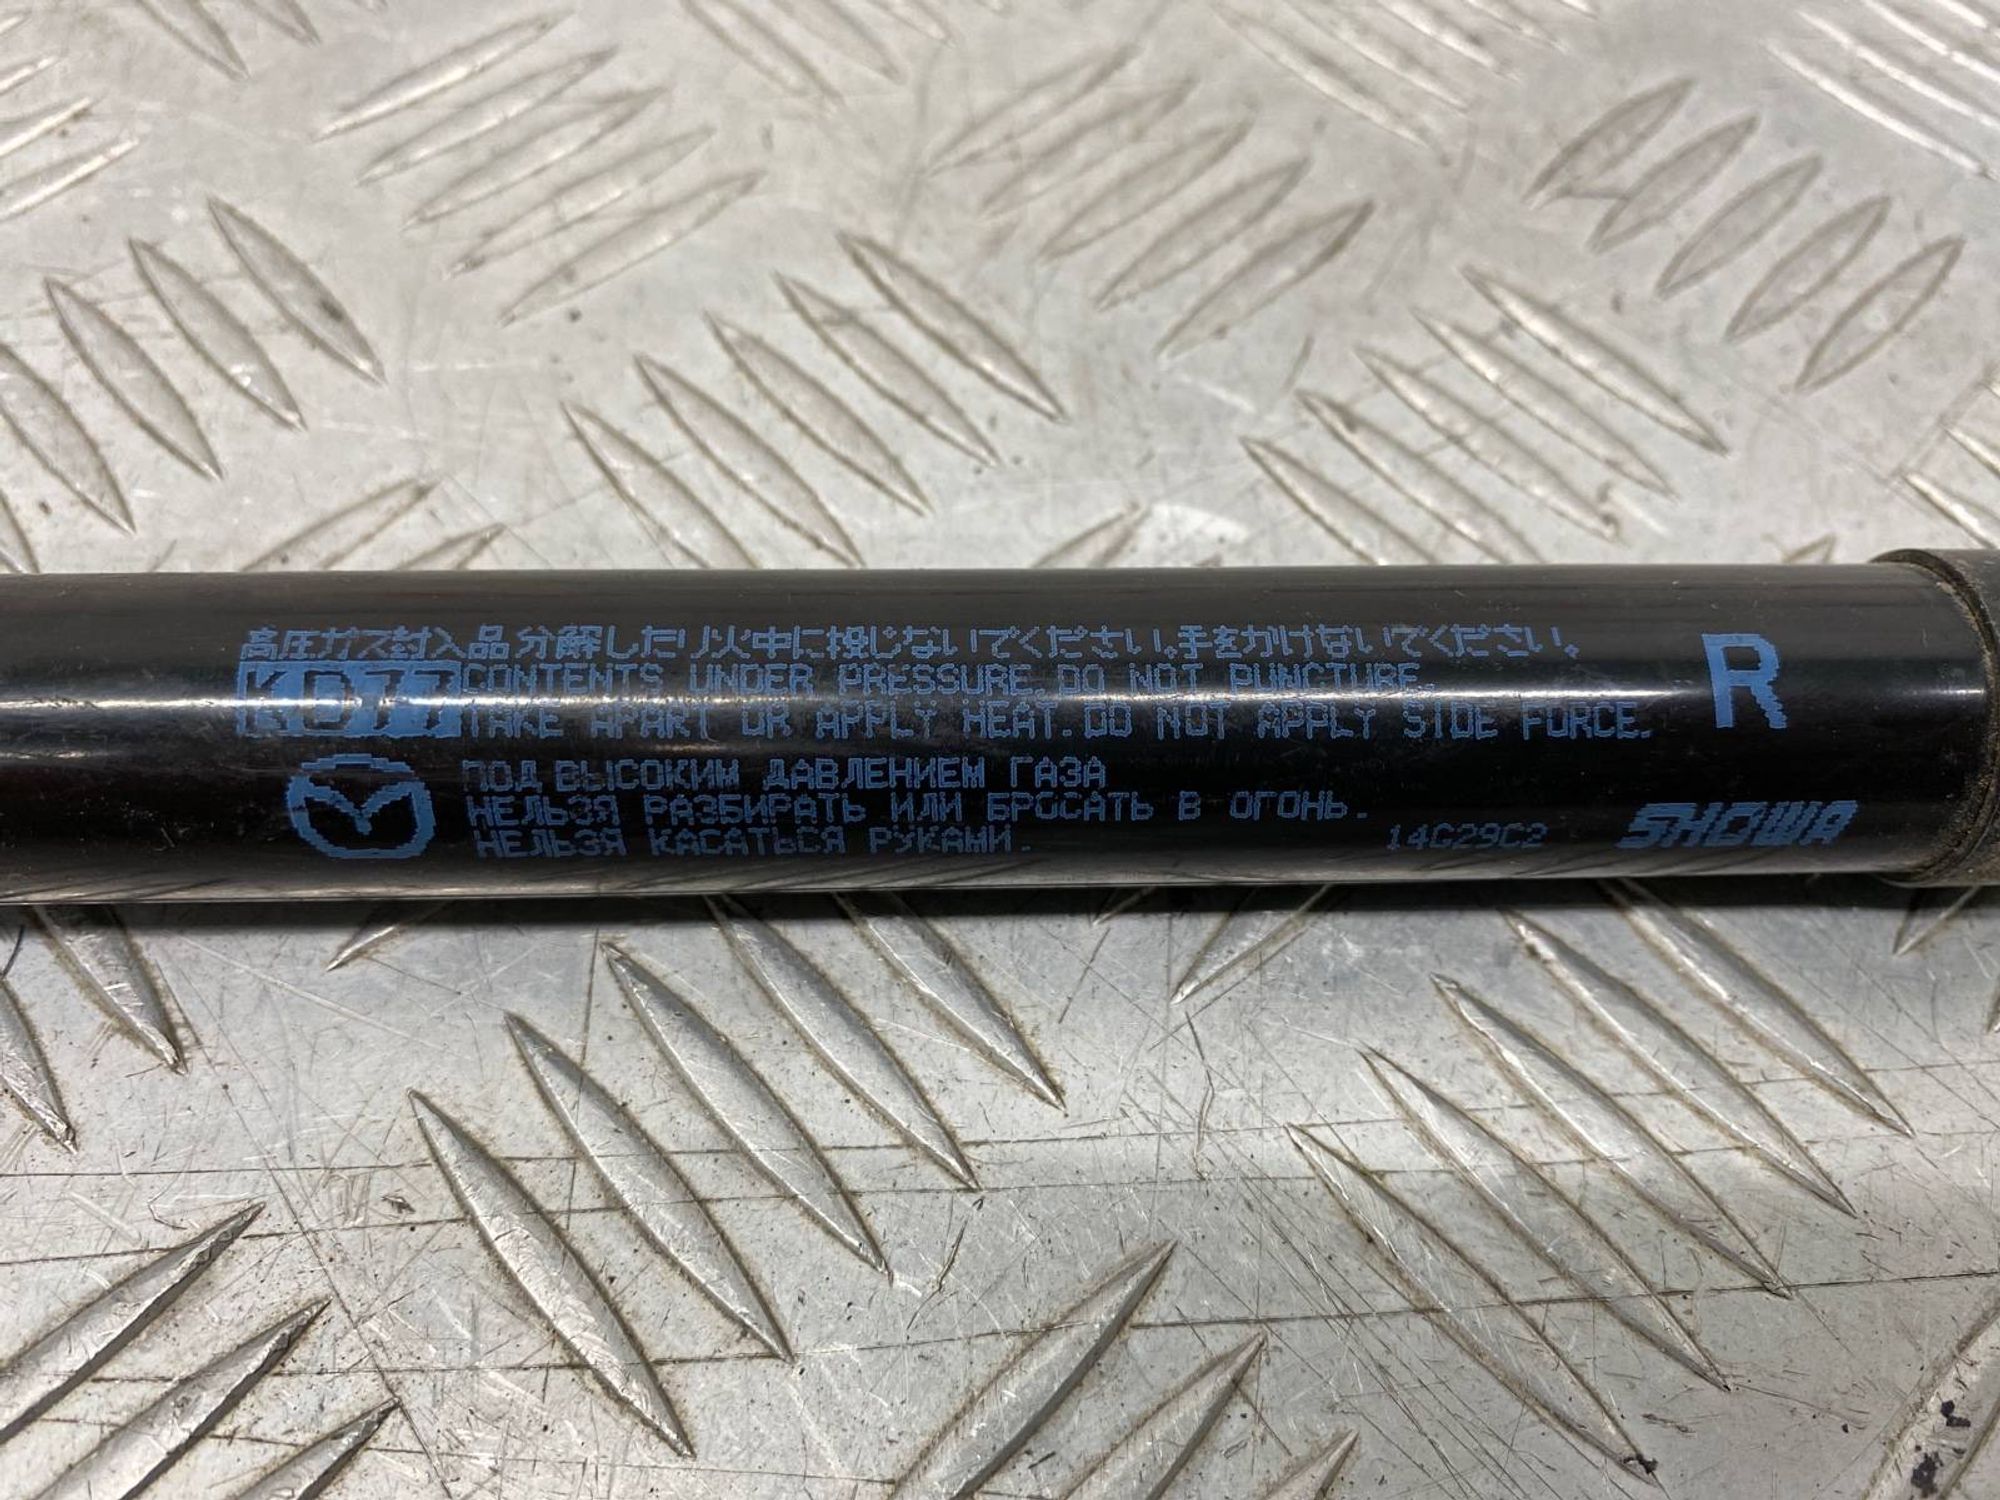 高圧ガス封入品分解したり火中に投じないでください。手をかけないでください。
KD77 CONTENTS UNDER PRESSURE. DO NOT PUNCTURE.
TAKE APART OR APPLY HEAT. DO NOT APPLY SIDE FORCE.
R
ПОД ВЫСОКИМ ДАВЛЕНИЕМ ГАЗА
НЕЛЬЗЯ РАЗБИРАТЬ ИЛИ БРОСАТЬ В ОГОНЬ.
НЕЛЬЗЯ КАСАТЬСЯ РУКАМИ.
14G29C2
SHOWA